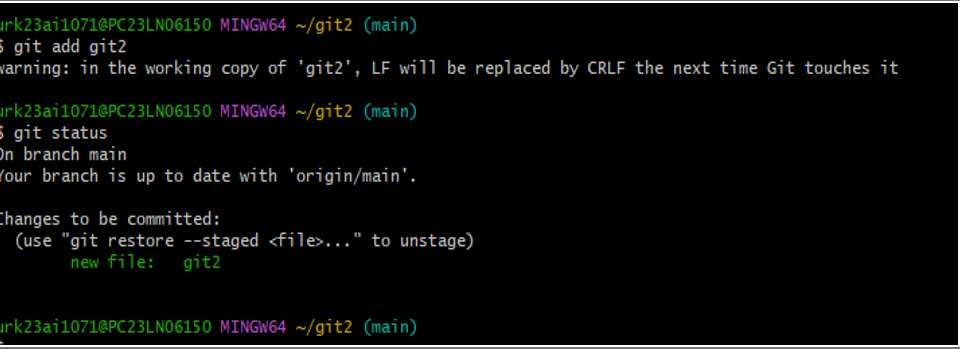 urk23ai1071@PC23LNO6150 MINGW64 ~/git2 (main)
$ git add git2
warning: in the working copy of 'git2', LF will be replaced by CRLF the next time Git touches it
urk23ai1071@PC23LNO6150 MINGW64 ~/git2 (main)
$ git status
On branch main
Your branch is up to date with 'origin/main'.
Changes to be committed:
(use "git restore --staged <file>..." to unstage)
new file: git2
urk23ai1071@PC23LNO6150 MINGW64 ~/git2 (main)